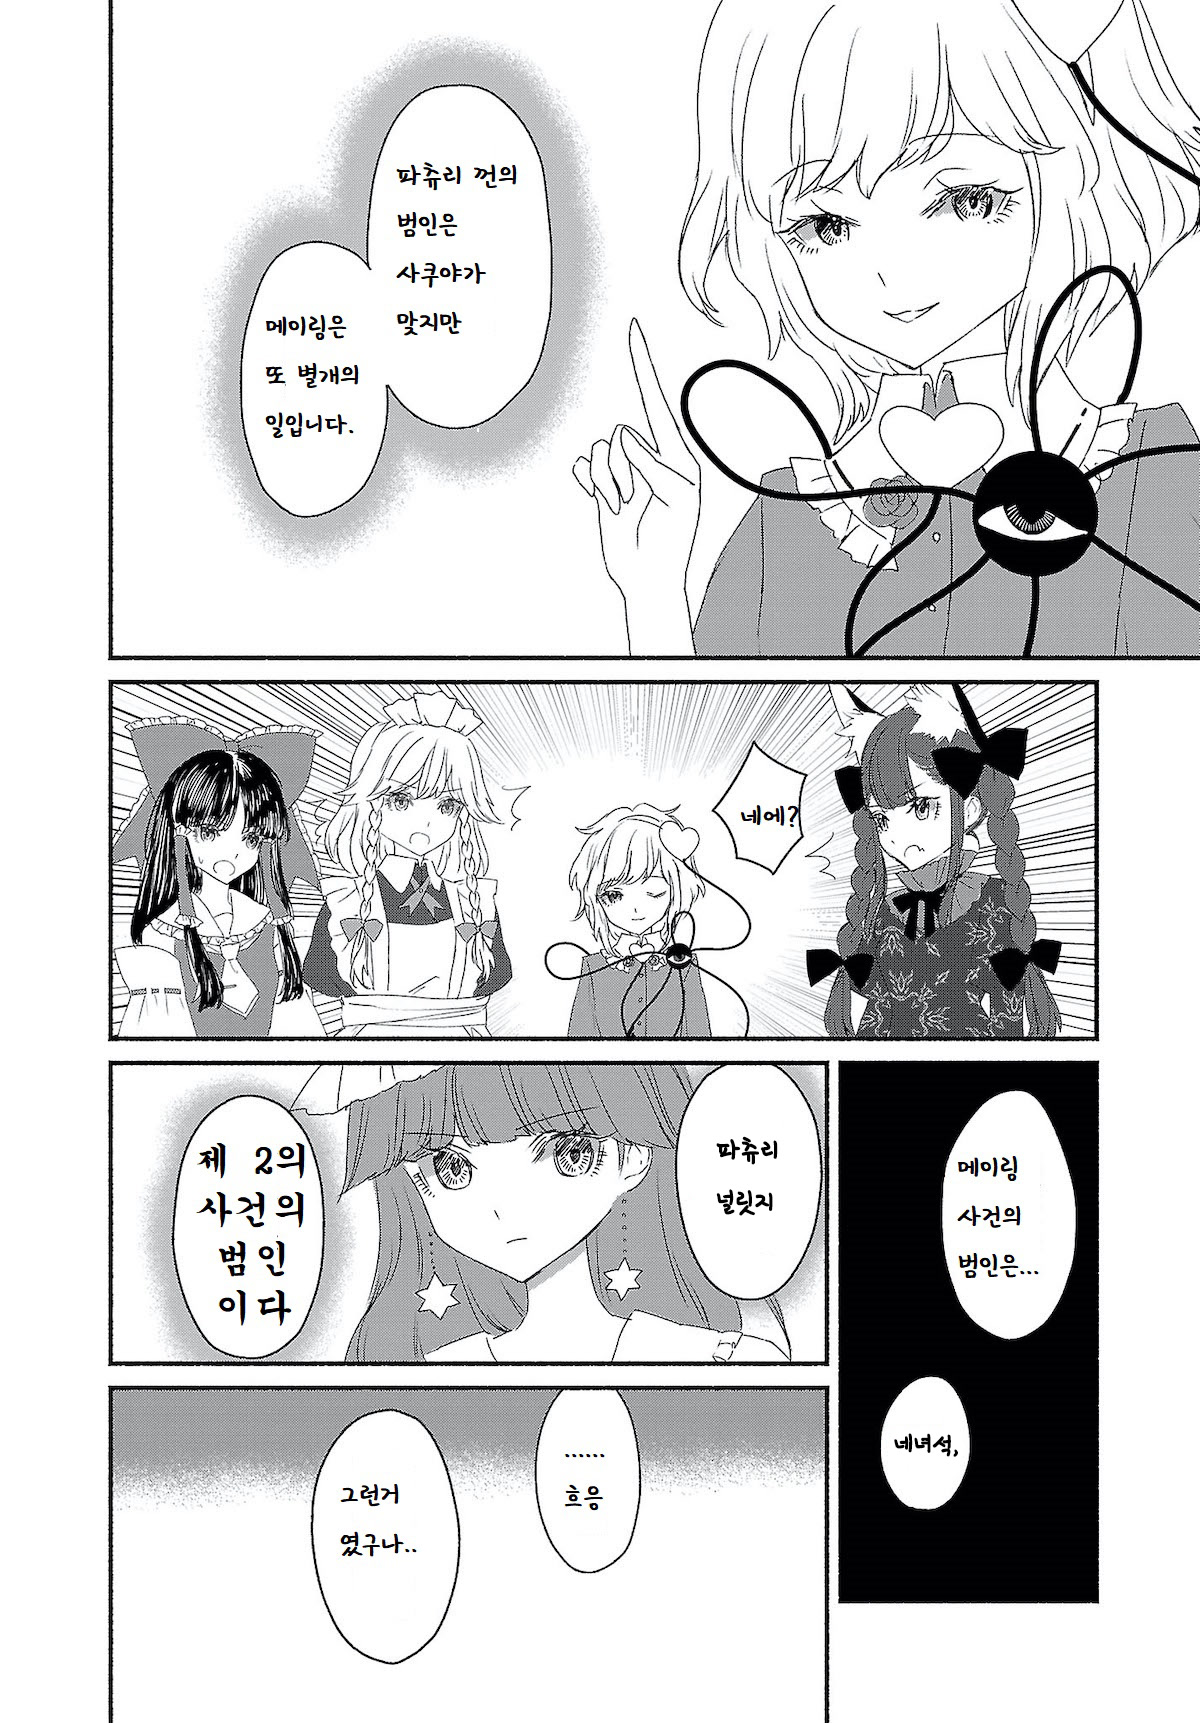 파츄리 껀의
범인은
사쿠야가
맞지만
메이링은
또 별개의
일입니다.
네에?
메이링
사건의
범인은...
네녀석,
파츄리
널릿지
제 2의
사건의
범인
이다
......
흐응
그런거
였구나..